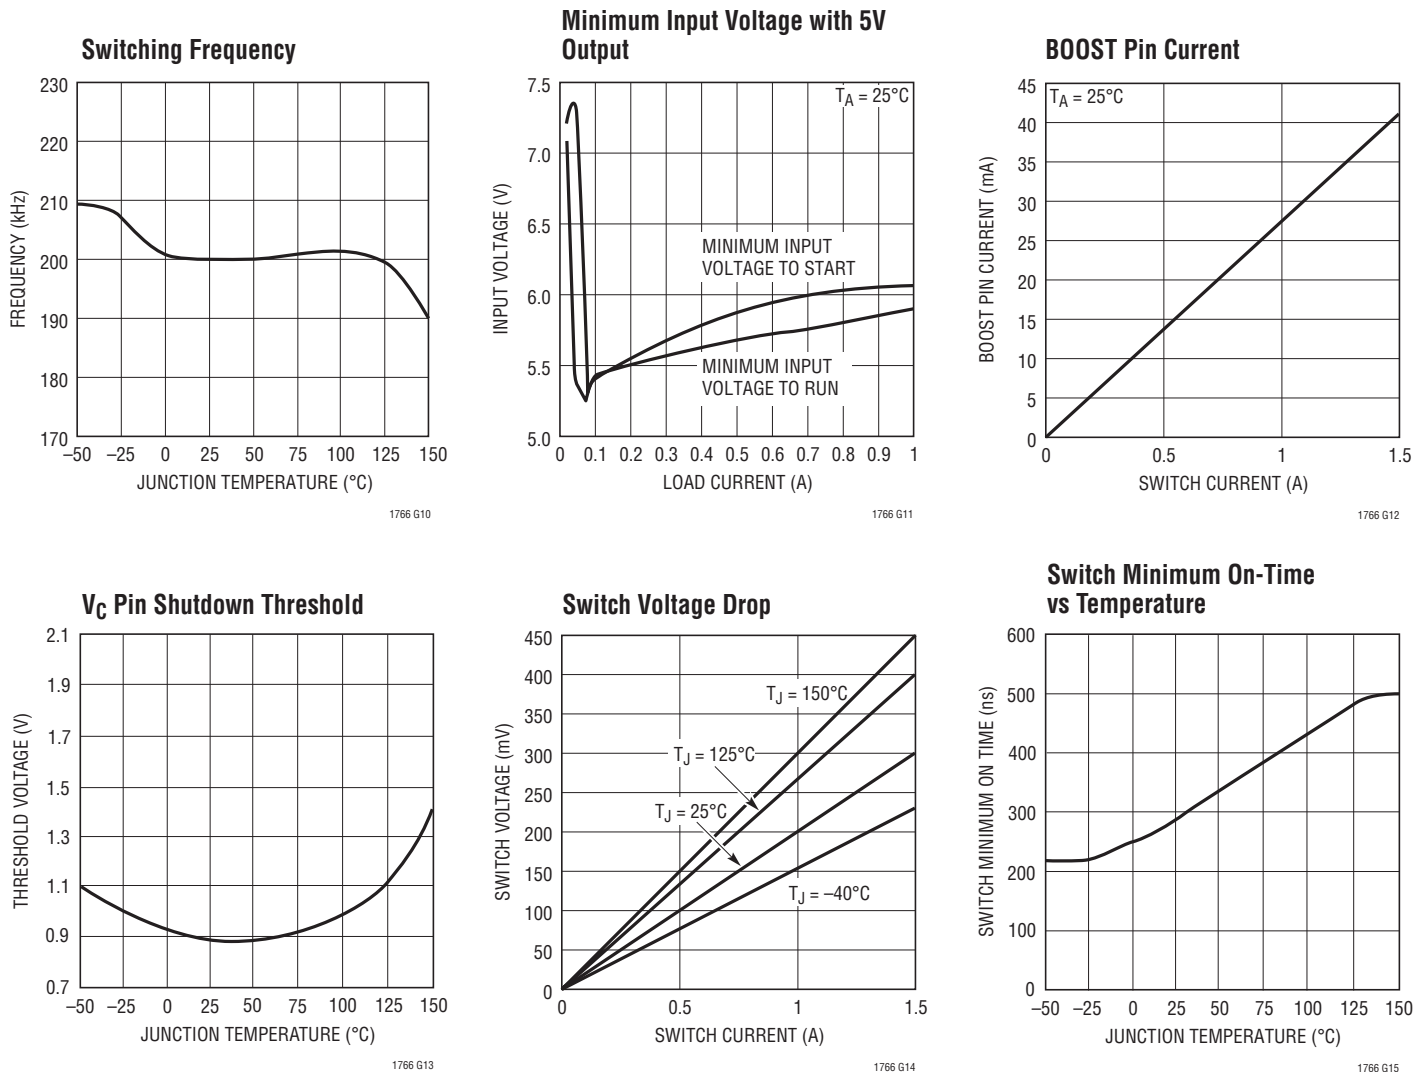 Switching Frequency
230
220
210
200
190
180
170
FREQUENCY (kHz)
–50 –25 0 25 50 75 100 125 150
JUNCTION TEMPERATURE (°C)
1766 G10
Minimum Input Voltage with 5V
Output
7.5
7.0
6.5
6.0
5.5
5.0
INPUT VOLTAGE (V)
TA = 25°C
MINIMUM INPUT
VOLTAGE TO START
MINIMUM INPUT
VOLTAGE TO RUN
0 0.1 0.2 0.3 0.4 0.5 0.6 0.7 0.8 0.9 1
LOAD CURRENT (A)
1766 G11
BOOST Pin Current
45
40
35
30
25
20
15
10
5
0
BOOST PIN CURRENT (mA)
TA = 25°C
0 0.5 1 1.5
SWITCH CURRENT (A)
1766 G12
VC Pin Shutdown Threshold
2.1
1.9
1.7
1.5
1.3
1.1
0.9
0.7
THRESHOLD VOLTAGE (V)
–50 –25 0 25 50 75 100 125 150
JUNCTION TEMPERATURE (°C)
1766 G13
Switch Voltage Drop
450
400
350
300
250
200
150
100
50
0
SWITCH VOLTAGE (mV)
TJ = 150°C
TJ = 125°C
TJ = 25°C
TJ = –40°C
0 0.5 1 1.5
SWITCH CURRENT (A)
1766 G14
Switch Minimum On-Time
vs Temperature
600
500
400
300
200
100
0
SWITCH MINIMUM ON TIME (ns)
–50 –25 0 25 50 75 100 125 150
JUNCTION TEMPERATURE (°C)
1766 G15